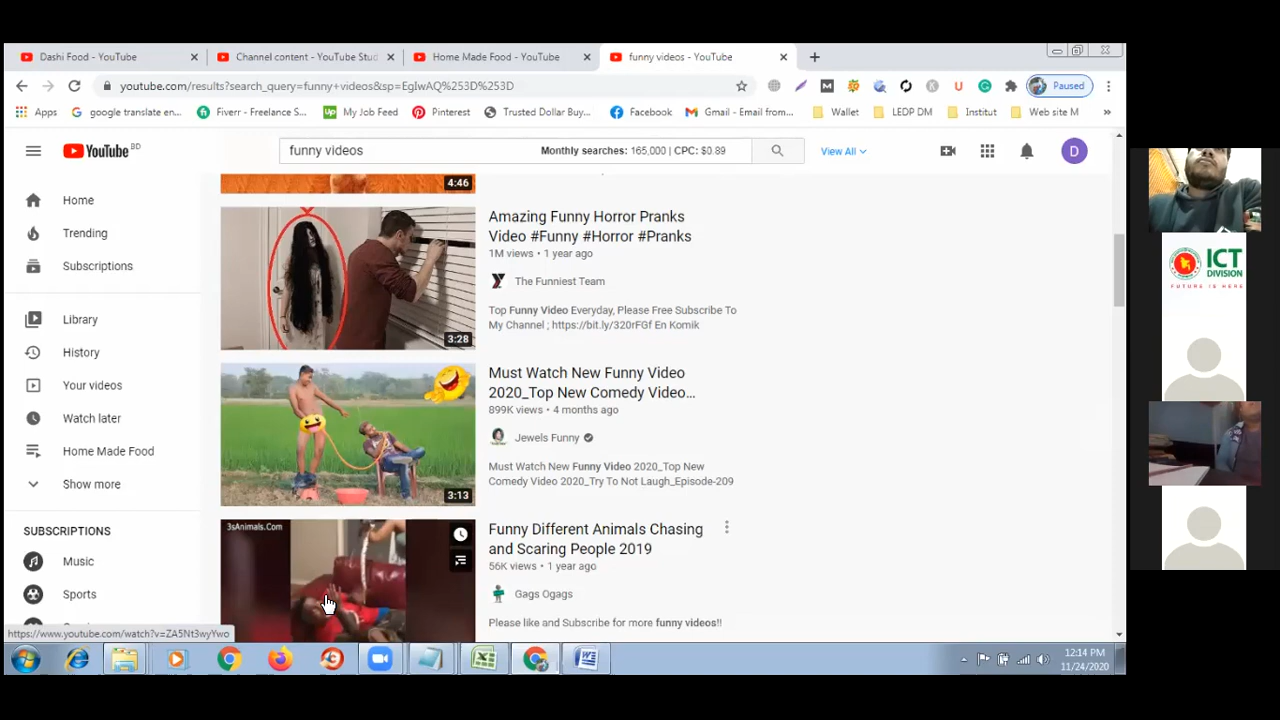 Dashi Food - YouTube
Channel content - YouTube Stud
Home Made Food - YouTube
funny videos - YouTube
youtube.com/results?search_query=funny+videos&sp=EgIwAQ%253D%253D
Paused
Apps
google translate en...
Fiverr - Freelance S...
My Job Feed
Pinterest
Trusted Dollar Buy...
Facebook
Gmail - Email from...
Wallet
LEDP DM
Institut
Web site M
»
YouTube BD
funny videos
Monthly searches: 165,000 | CPC: $0.89
View All
D
Home
Trending
Subscriptions
Library
History
Your videos
Watch later
Home Made Food
Show more
SUBSCRIPTIONS
Music
Sports
4:46
3:28
Amazing Funny Horror Pranks
Video #Funny #Horror #Pranks
1M views • 1 year ago
The Funniest Team
Top Funny Video Everyday, Please Free Subscribe To
My Channel ; https://bit.ly/320rFGf En Komik
3:13
Must Watch New Funny Video
2020_Top New Comedy Video...
899K views • 4 months ago
Jewels Funny
Must Watch New Funny Video 2020_Top New
Comedy Video 2020_Try To Not Laugh_Episode-209
3sAnimals.Com
Funny Different Animals Chasing
and Scaring People 2019
56K views • 1 year ago
Gags Ogags
Please like and Subscribe for more funny videos!!
https://www.youtube.com/watch?v=ZA5Nt3wyYwo
12:14 PM
11/24/2020
ICT
DIVISION
FUTURE IS HERE